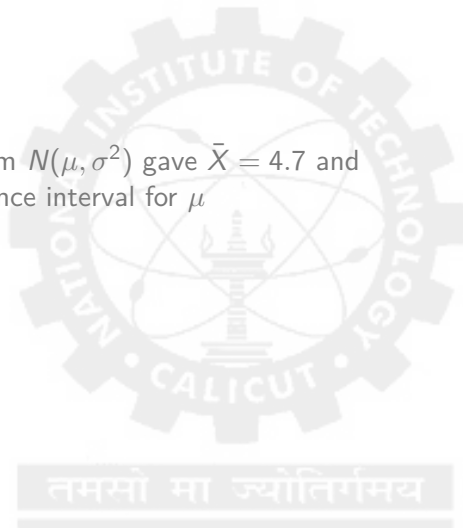 m N(μ, σ²) gave X̄ = 4.7 and
nce interval for μ
NATIONAL INSTITUTE OF TECHNOLOGY
CALICUT
तमसो मा ज्योतिर्गमय